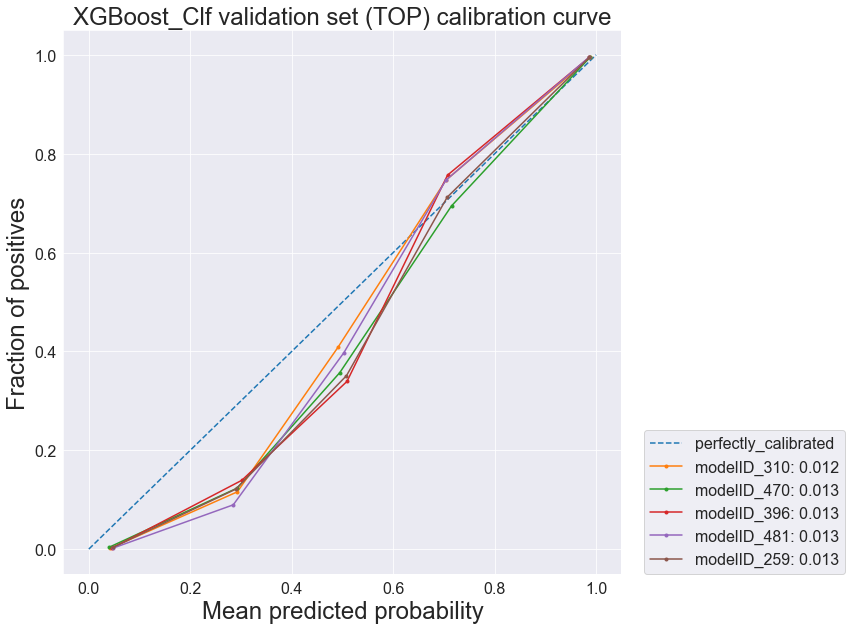 XGBoost_Clf validation set (TOP) calibration curve
Fraction of positives
1.0
0.8
0.6
0.4
0.2
0.0
0.0 0.2 0.4 0.6 0.8 1.0
Mean predicted probability
perfectly_calibrated
modelID_310: 0.012
modelID_470: 0.013
modelID_396: 0.013
modelID_481: 0.013
modelID_259: 0.013